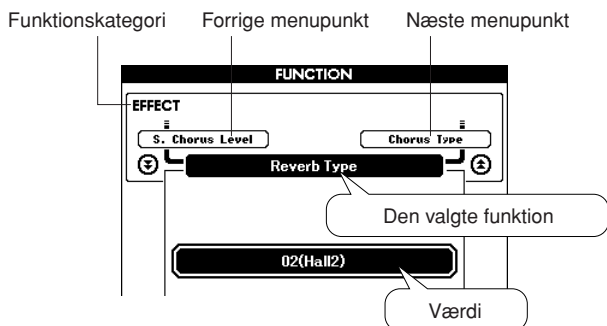 Funktionskategori
Forrige menupunkt
Næste menupunkt
FUNCTION
EFFECT
S. Chorus Level
Chorus Type
Reverb Type
Den valgte funktion
02(Hall2)
Værdi